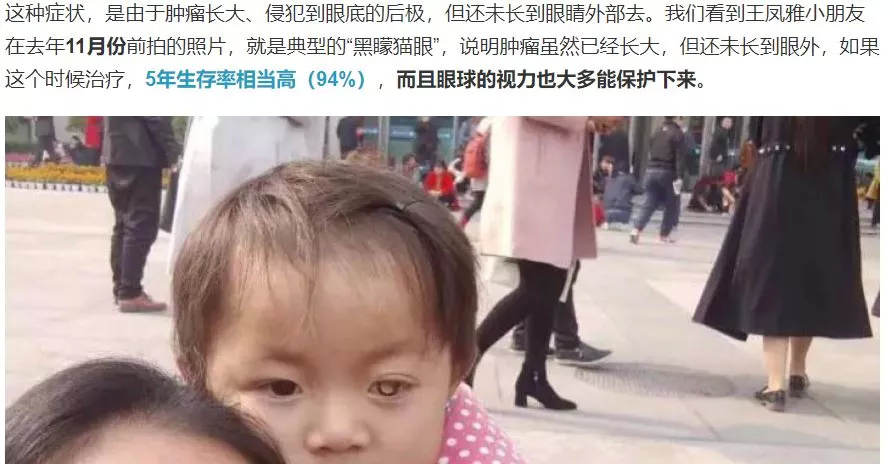 这种症状，是由于肿瘤长大、侵犯到眼底的后极，但还未长到眼睛外部去。我们看到王凤雅小朋友
在去年11月份前拍的照片，就是典型的“黑矇猫眼”，说明肿瘤虽然已经长大，但还未长到眼外，如果
这个时候治疗，5年生存率相当高（94%），而且眼球的视力也大多能保护下来。